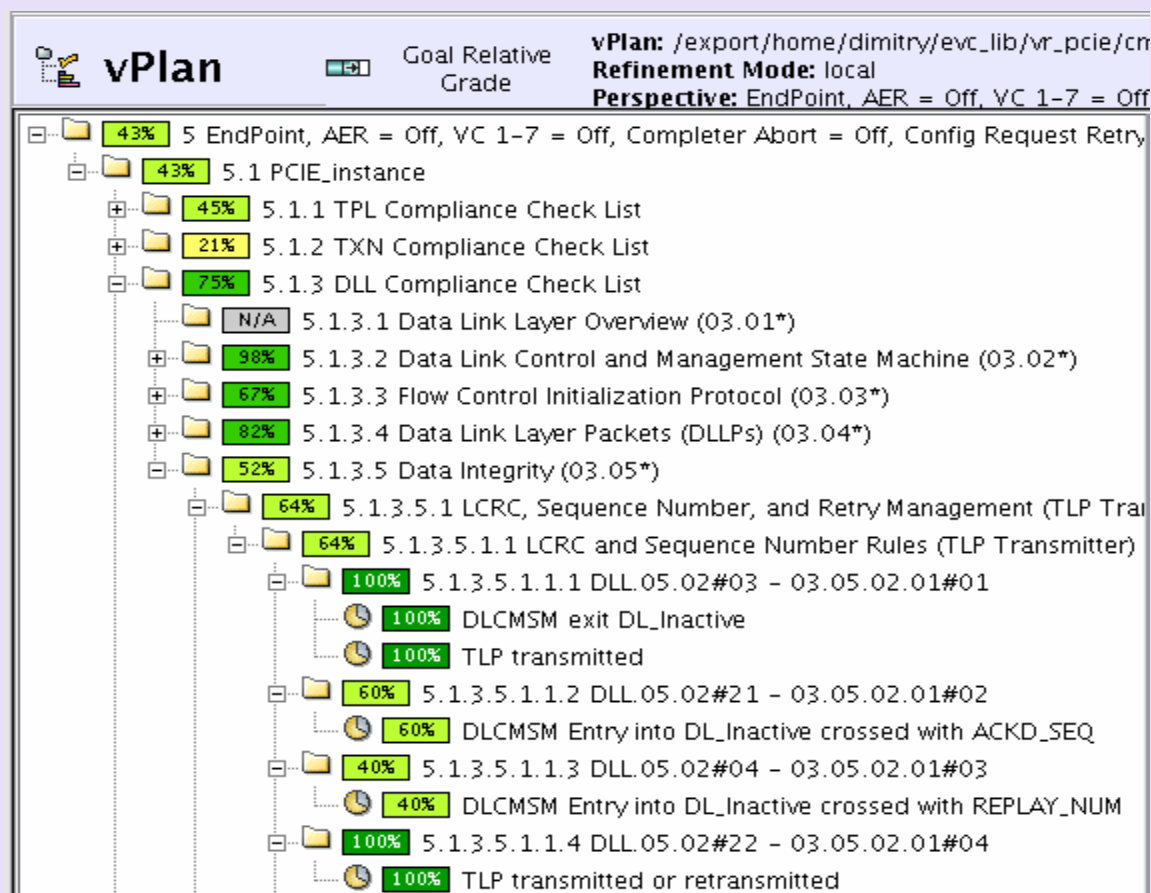 vPlan
Goal Relative
Grade
vPlan: /export/home/dimitry/evc_lib/vr_pcie/cm
Refinement Mode: local
Perspective: EndPoint, AER = Off, VC 1-7 = Off
43% 5 EndPoint, AER = Off, VC 1-7 = Off, Completer Abort = Off, Config Request Retry
43% 5.1 PCIE_instance
45% 5.1.1 TPL Compliance Check List
21% 5.1.2 TXN Compliance Check List
75% 5.1.3 DLL Compliance Check List
N/A 5.1.3.1 Data Link Layer Overview (03.01*)
98% 5.1.3.2 Data Link Control and Management State Machine (03.02*)
67% 5.1.3.3 Flow Control Initialization Protocol (03.03*)
82% 5.1.3.4 Data Link Layer Packets (DLLPs) (03.04*)
52% 5.1.3.5 Data Integrity (03.05*)
64% 5.1.3.5.1 LCRC, Sequence Number, and Retry Management (TLP Tra
64% 5.1.3.5.1.1 LCRC and Sequence Number Rules (TLP Transmitter)
100% 5.1.3.5.1.1.1 DLL.05.02#03 - 03.05.02.01#01
100% DLCMSM exit DL_Inactive
100% TLP transmitted
60% 5.1.3.5.1.1.2 DLL.05.02#21 - 03.05.02.01#02
60% DLCMSM Entry into DL_Inactive crossed with ACKD_SEQ
40% 5.1.3.5.1.1.3 DLL.05.02#04 - 03.05.02.01#03
40% DLCMSM Entry into DL_Inactive crossed with REPLAY_NUM
100% 5.1.3.5.1.1.4 DLL.05.02#22 - 03.05.02.01#04
100% TLP transmitted or retransmitted